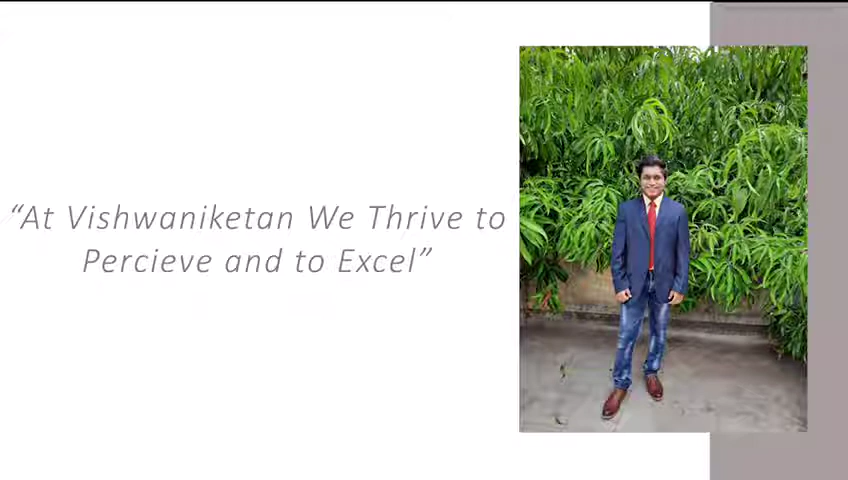 “At Vishwaniketan We Thrive to
Percieve and to Excel”